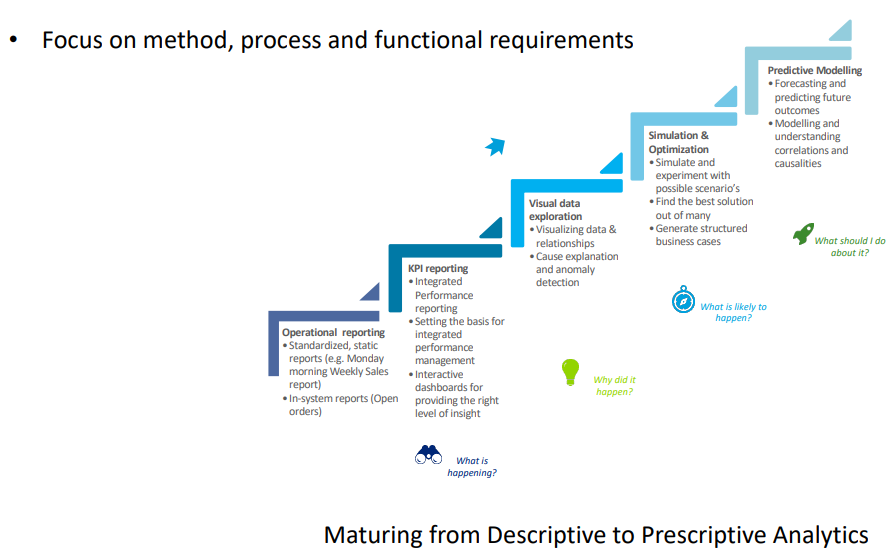 • Focus on method, process and functional requirements
Predictive Modelling
• Forecasting and
predicting future
outcomes
• Modelling and
understanding
correlations and
causalities
Simulation &
Optimization
• Simulate and
experiment with
possible scenario's
• Find the best solution
out of many
• Generate structured
business cases
Visual data
exploration
• Visualizing data &
relationships
• Cause explanation
and anomaly
detection
KPI reporting
• Integrated
Performance
reporting
• Setting the basis for
integrated
performance
management
• Interactive
dashboards for
providing the right
level of insight
Operational reporting
• Standardized, static
reports (e.g. Monday
morning Weekly Sales
report)
• In-system reports (Open
orders)
What should I do
about it?
What is likely to
happen?
Why did it
happen?
What is
happening?
Maturing from Descriptive to Prescriptive Analytics